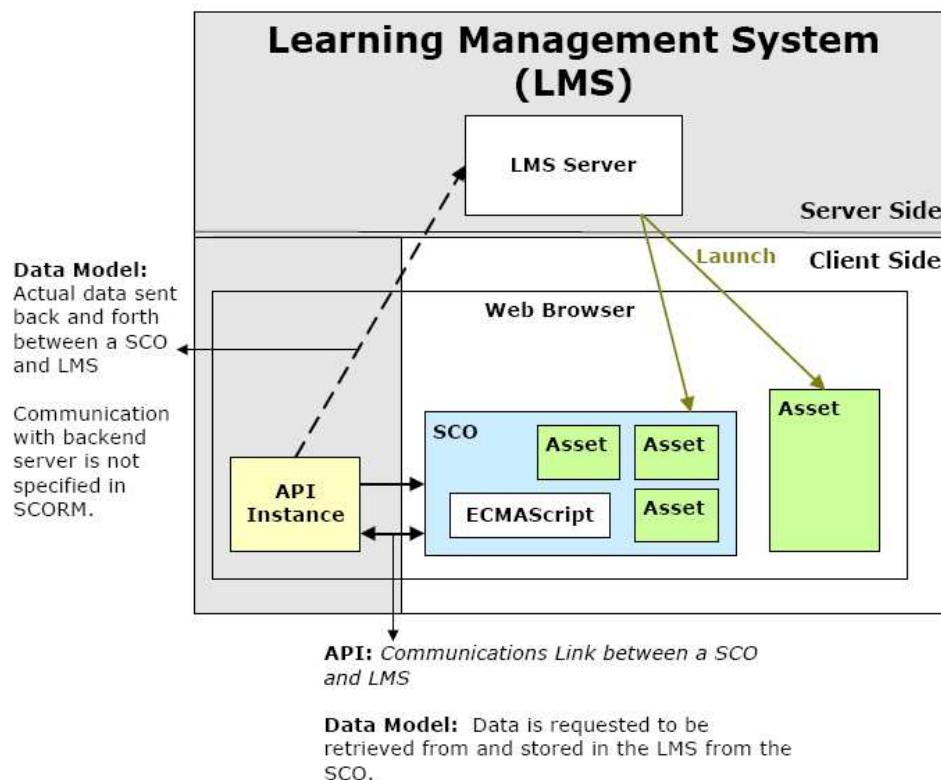 Learning Management System
(LMS)
LMS Server
Server Side
Client Side
Launch
Web Browser
Data Model:
Actual data sent
back and forth
between a SCO
and LMS
Communication
with backend
server is not
specified in
SCORM.
API
Instance
SCO
Asset
Asset
Asset
ECMAScript
Asset
API: Communications Link between a SCO
and LMS
Data Model: Data is requested to be
retrieved from and stored in the LMS from the
SCO.